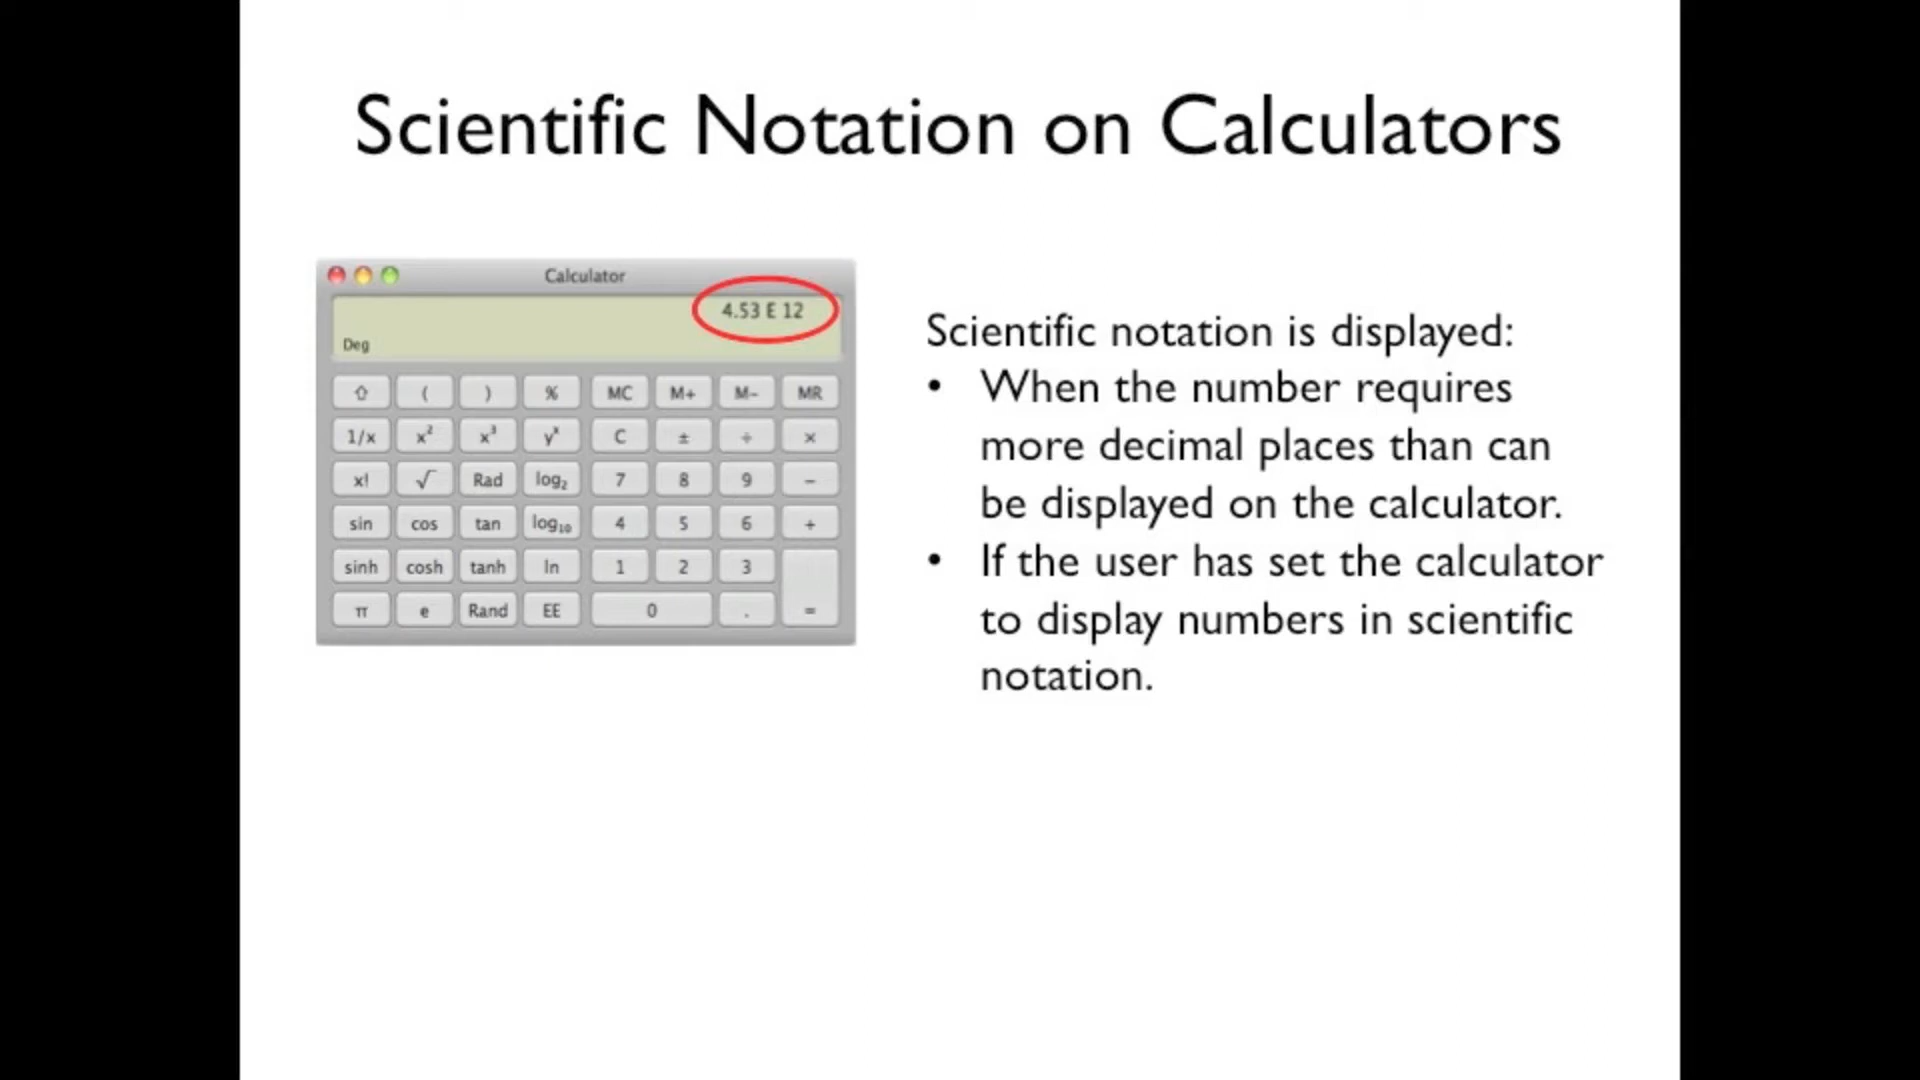 Scientific Notation on Calculators
Calculator
4.53 E 12
Deg
⇧ ( ) % MC M+ M− MR
1/x x² x³ yˣ C ± ÷ ×
x! √ Rad log₂ 7 8 9 −
sin cos tan log₁₀ 4 5 6 +
sinh cosh tanh ln 1 2 3
π e Rand EE 0 . =
Scientific notation is displayed:
• When the number requires
more decimal places than can
be displayed on the calculator.
• If the user has set the calculator
to display numbers in scientific
notation.